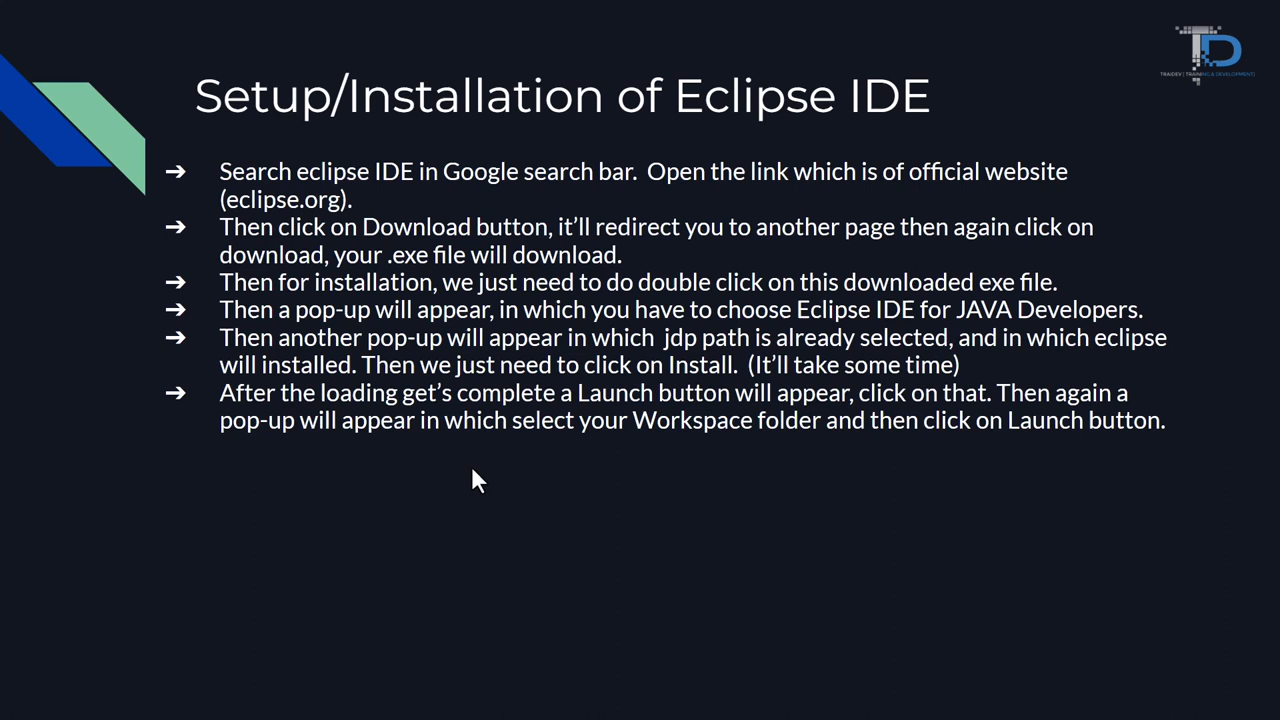 TRAIDEV [ TRAINING & DEVELOPMENT]
Setup/Installation of Eclipse IDE
➔ Search eclipse IDE in Google search bar.  Open the link which is of official website
(eclipse.org).
➔ Then click on Download button, it’ll redirect you to another page then again click on
download, your .exe file will download.
➔ Then for installation, we just need to do double click on this downloaded exe file.
➔ Then a pop-up will appear, in which you have to choose Eclipse IDE for JAVA Developers.
➔ Then another pop-up will appear in which  jdp path is already selected, and in which eclipse
will installed. Then we just need to click on Install.  (It’ll take some time)
➔ After the loading get’s complete a Launch button will appear, click on that. Then again a
pop-up will appear in which select your Workspace folder and then click on Launch button.